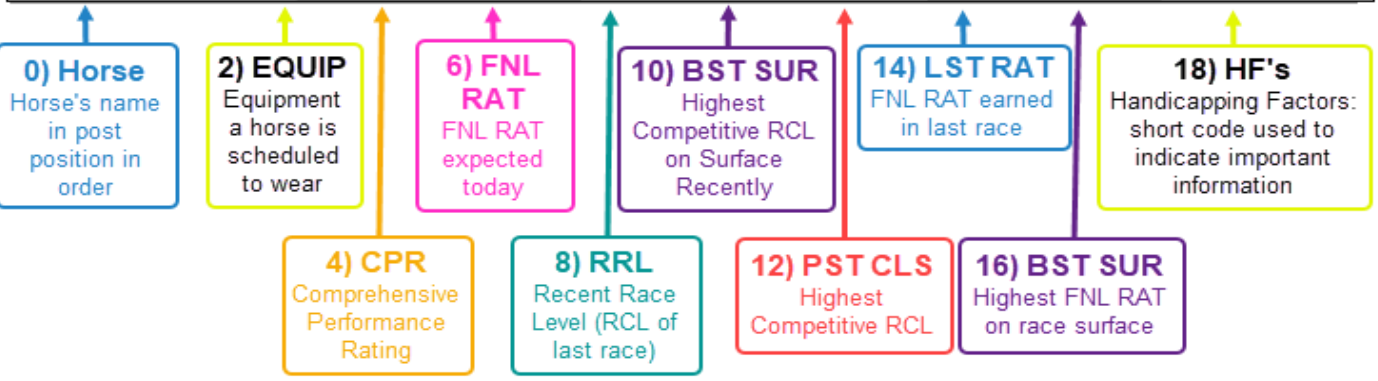 0) Horse
Horse's name
in post
position in
order
2) EQUIP
Equipment
a horse is
scheduled
to wear
6) FNL
RAT
FNL RAT
expected
today
10) BST SUR
Highest
Competitive RCL
on Surface
Recently
14) LST RAT
FNL RAT earned
in last race
18) HF's
Handicapping Factors:
short code used to
indicate important
information
4) CPR
Comprehensive
Performance
Rating
8) RRL
Recent Race
Level (RCL of
last race)
12) PST CLS
Highest
Competitive RCL
16) BST SUR
Highest FNL RAT
on race surface